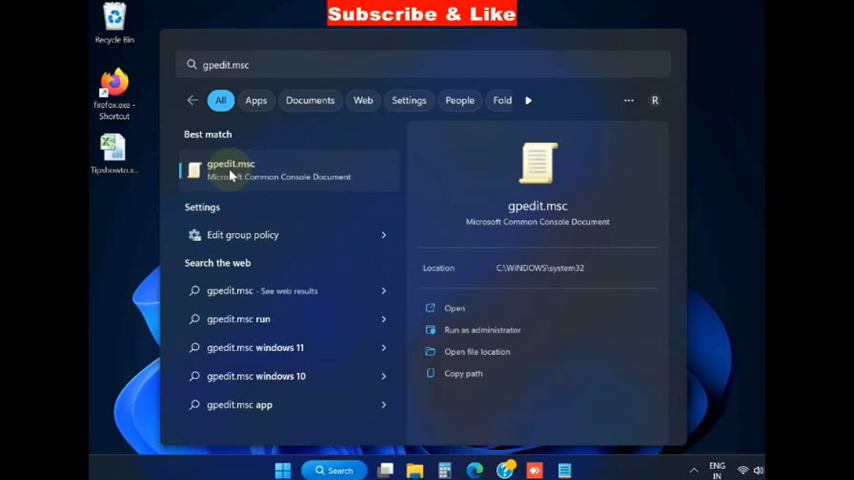 Subscribe & Like
Recycle Bin
firefox.exe -
Shortcut
Tipshowto.x...
gpedit.msc
All
Apps
Documents
Web
Settings
People
Fold
R
Best match
gpedit.msc
Microsoft Common Console Document
Settings
Edit group policy
Search the web
gpedit.msc - See web results
gpedit.msc run
gpedit.msc windows 11
gpedit.msc windows 10
gpedit.msc app
gpedit.msc
Microsoft Common Console Document
Location C:\WINDOWS\system32
Open
Run as administrator
Open file location
Copy path
Search
ENG
IN